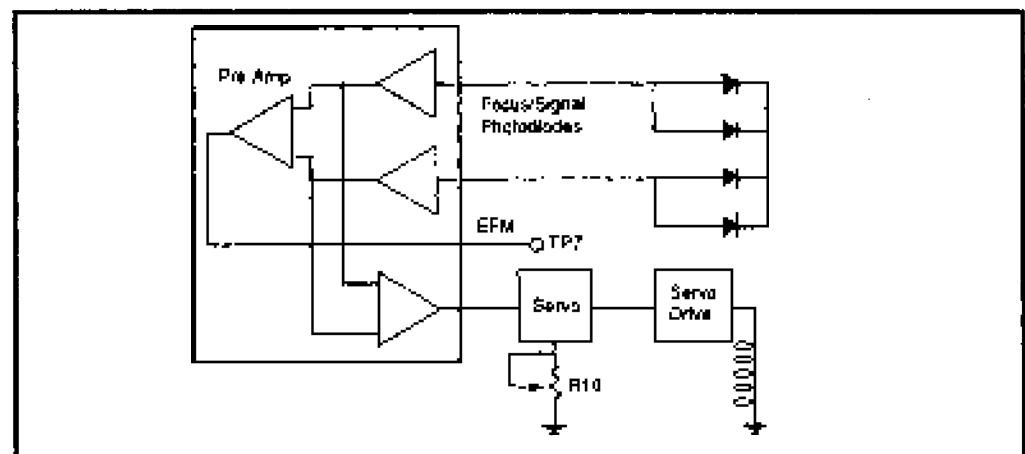 Pre Amp
Focus/Signal
Photodiodes
EFM
TP7
Servo
Servo
Drive
R10